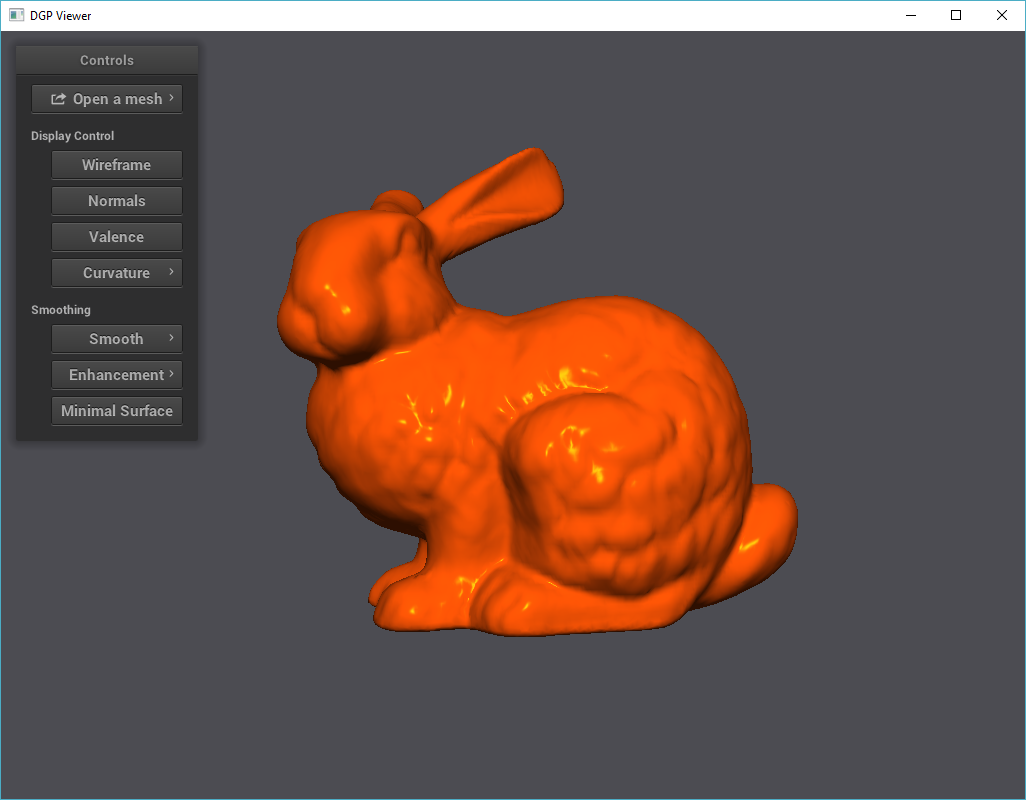 DGP Viewer
Controls
Open a mesh
Display Control
Wireframe
Normals
Valence
Curvature
Smoothing
Smooth
Enhancement
Minimal Surface